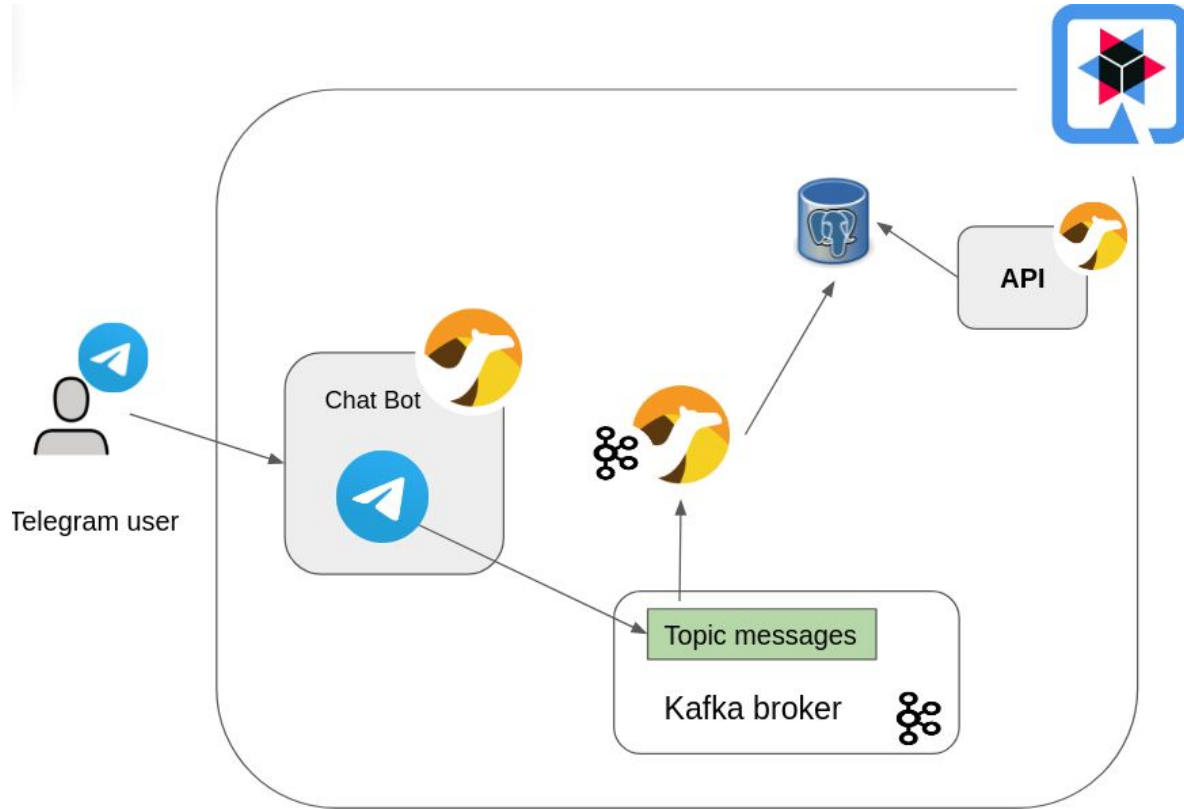 API
Chat Bot
Telegram user
Topic messages
Kafka broker